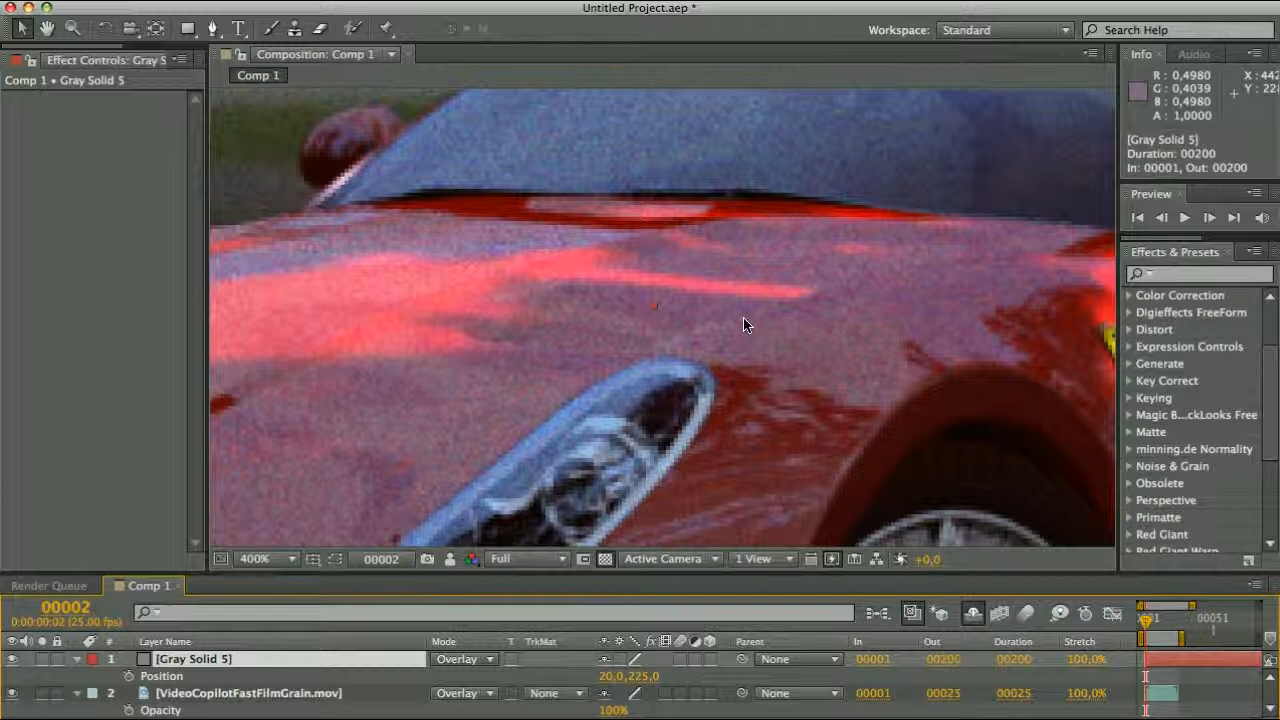 Untitled Project.aep *
Workspace: Standard
Search Help
Effect Controls: Gray S
Comp 1 • Gray Solid 5
Composition: Comp 1
Comp 1
Info
Audio
R : 0,4980
G : 0,4039
B : 0,4980
A : 1,0000
X : 442
Y : 22
[Gray Solid 5]
Duration: 00200
In: 00001, Out: 00200
Preview
Effects & Presets
Color Correction
Digieffects FreeForm
Distort
Expression Controls
Generate
Key Correct
Keying
Magic B...ckLooks Free
Matte
minning.de Normality
Noise & Grain
Obsolete
Perspective
Primatte
Red Giant
Red Giant Warp
400%
00002
Full
Active Camera
1 View
+0,0
Render Queue
Comp 1
00002
0:00:00:02 (25.00 fps)
00051
#
Layer Name
Mode
T
TrkMat
Parent
In
Out
Duration
Stretch
1 [Gray Solid 5] Overlay None 00001 00200 00200 100,0%
Position 20,0,225,0
2 [VideoCopilotFastFilmGrain.mov] Overlay None None 00001 00025 00025 100,0%
Opacity 100%